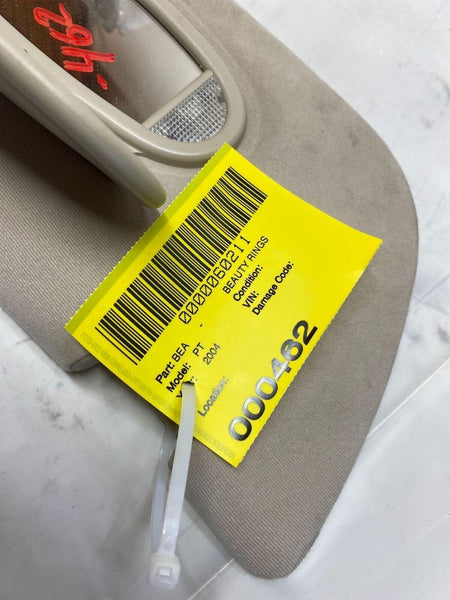 .462
0000060211
Part: BEA - BEAUTY RINGS
Model: PT Condition:
2004 VIN:
Damage Code:
Location:
000462